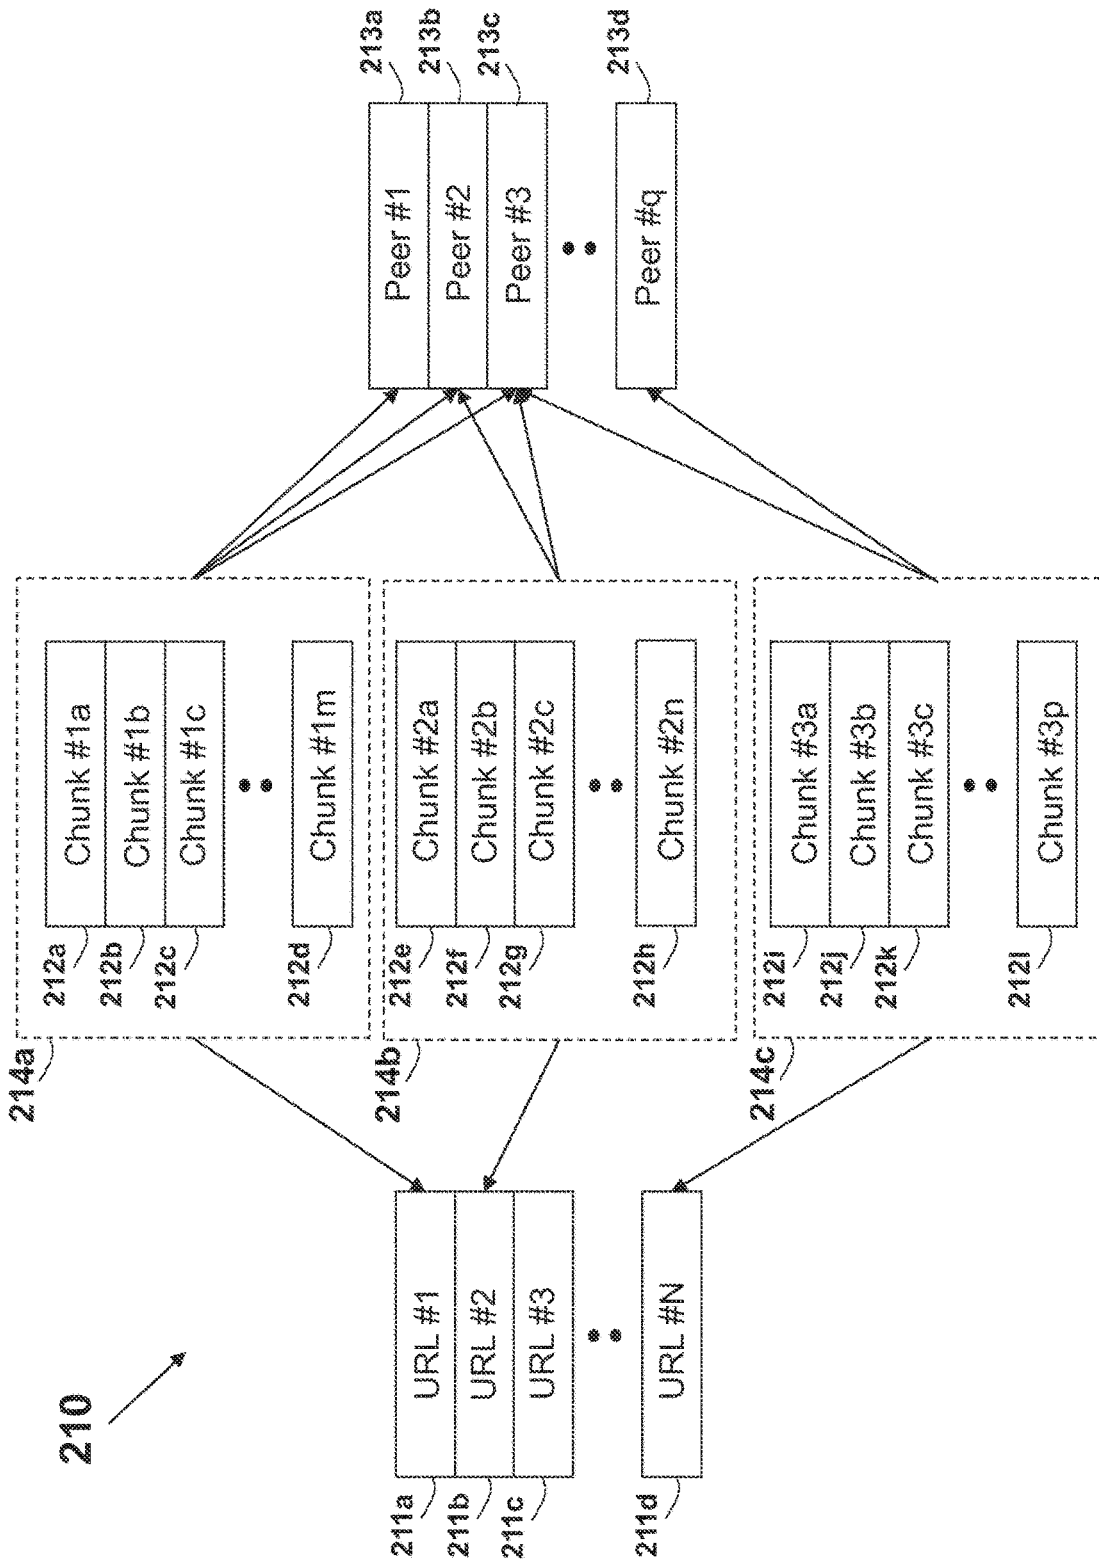 210
211a
URL #1
211b
URL #2
211c
URL #3
211d
URL #N
214a
212a
Chunk #1a
212b
Chunk #1b
212c
Chunk #1c
212d
Chunk #1m
214b
212e
Chunk #2a
212f
Chunk #2b
212g
Chunk #2c
212h
Chunk #2n
214c
212i
Chunk #3a
212j
Chunk #3b
212k
Chunk #3c
212l
Chunk #3p
Peer #1
213a
Peer #2
213b
Peer #3
213c
Peer #q
213d